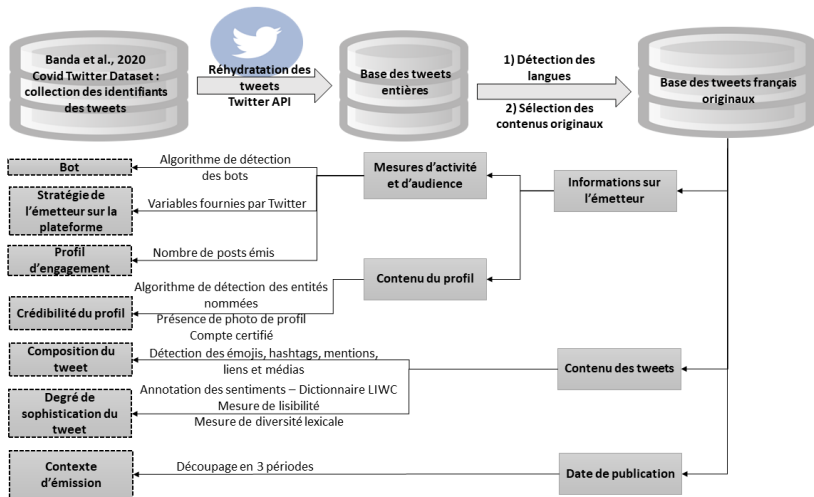 Banda et al., 2020
Covid Twitter Dataset :
collection des identifiants
des tweets
Réhydratation des
tweets
Twitter API
Base des tweets
entières
1) Détection des
langues
2) Sélection des
contenus originaux
Base des tweets français
originaux
Bot
Algorithme de détection
des bots
Mesures d'activité
et d'audience
Informations sur
l'émetteur
Stratégie de
l'émetteur sur la
plateforme
Variables fournies par Twitter
Profil
d'engagement
Nombre de posts émis
Contenu du profil
Crédibilité du profil
Algorithme de détection des entités
nommées
Présence de photo de profil
Compte certifié
Composition du
tweet
Détection des émojis, hashtags, mentions,
liens et médias
Contenu des tweets
Degré de
sophistication du
tweet
Annotation des sentiments – Dictionnaire LIWC
Mesure de lisibilité
Mesure de diversité lexicale
Contexte
d'émission
Découpage en 3 périodes
Date de publication